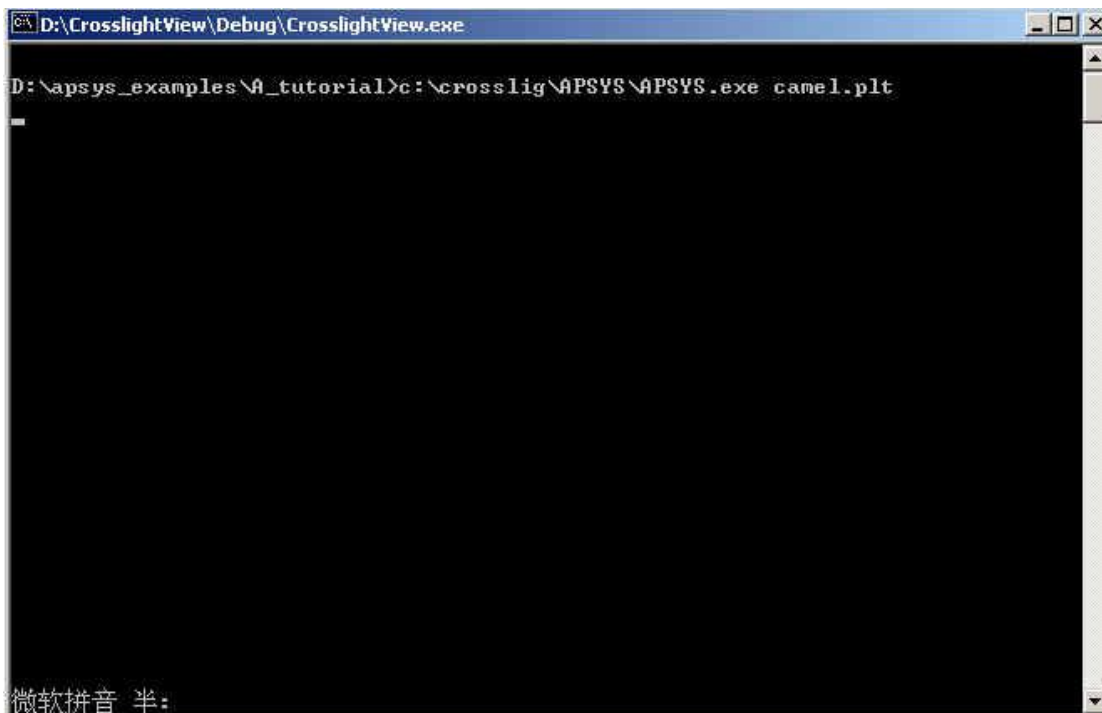 D:\CrosslightView\Debug\CrosslightView.exe
D:\apsys_examples\A_tutorial>c:\crosslig\APSYS\APSYS.exe camel.plt
微软拼音 半: